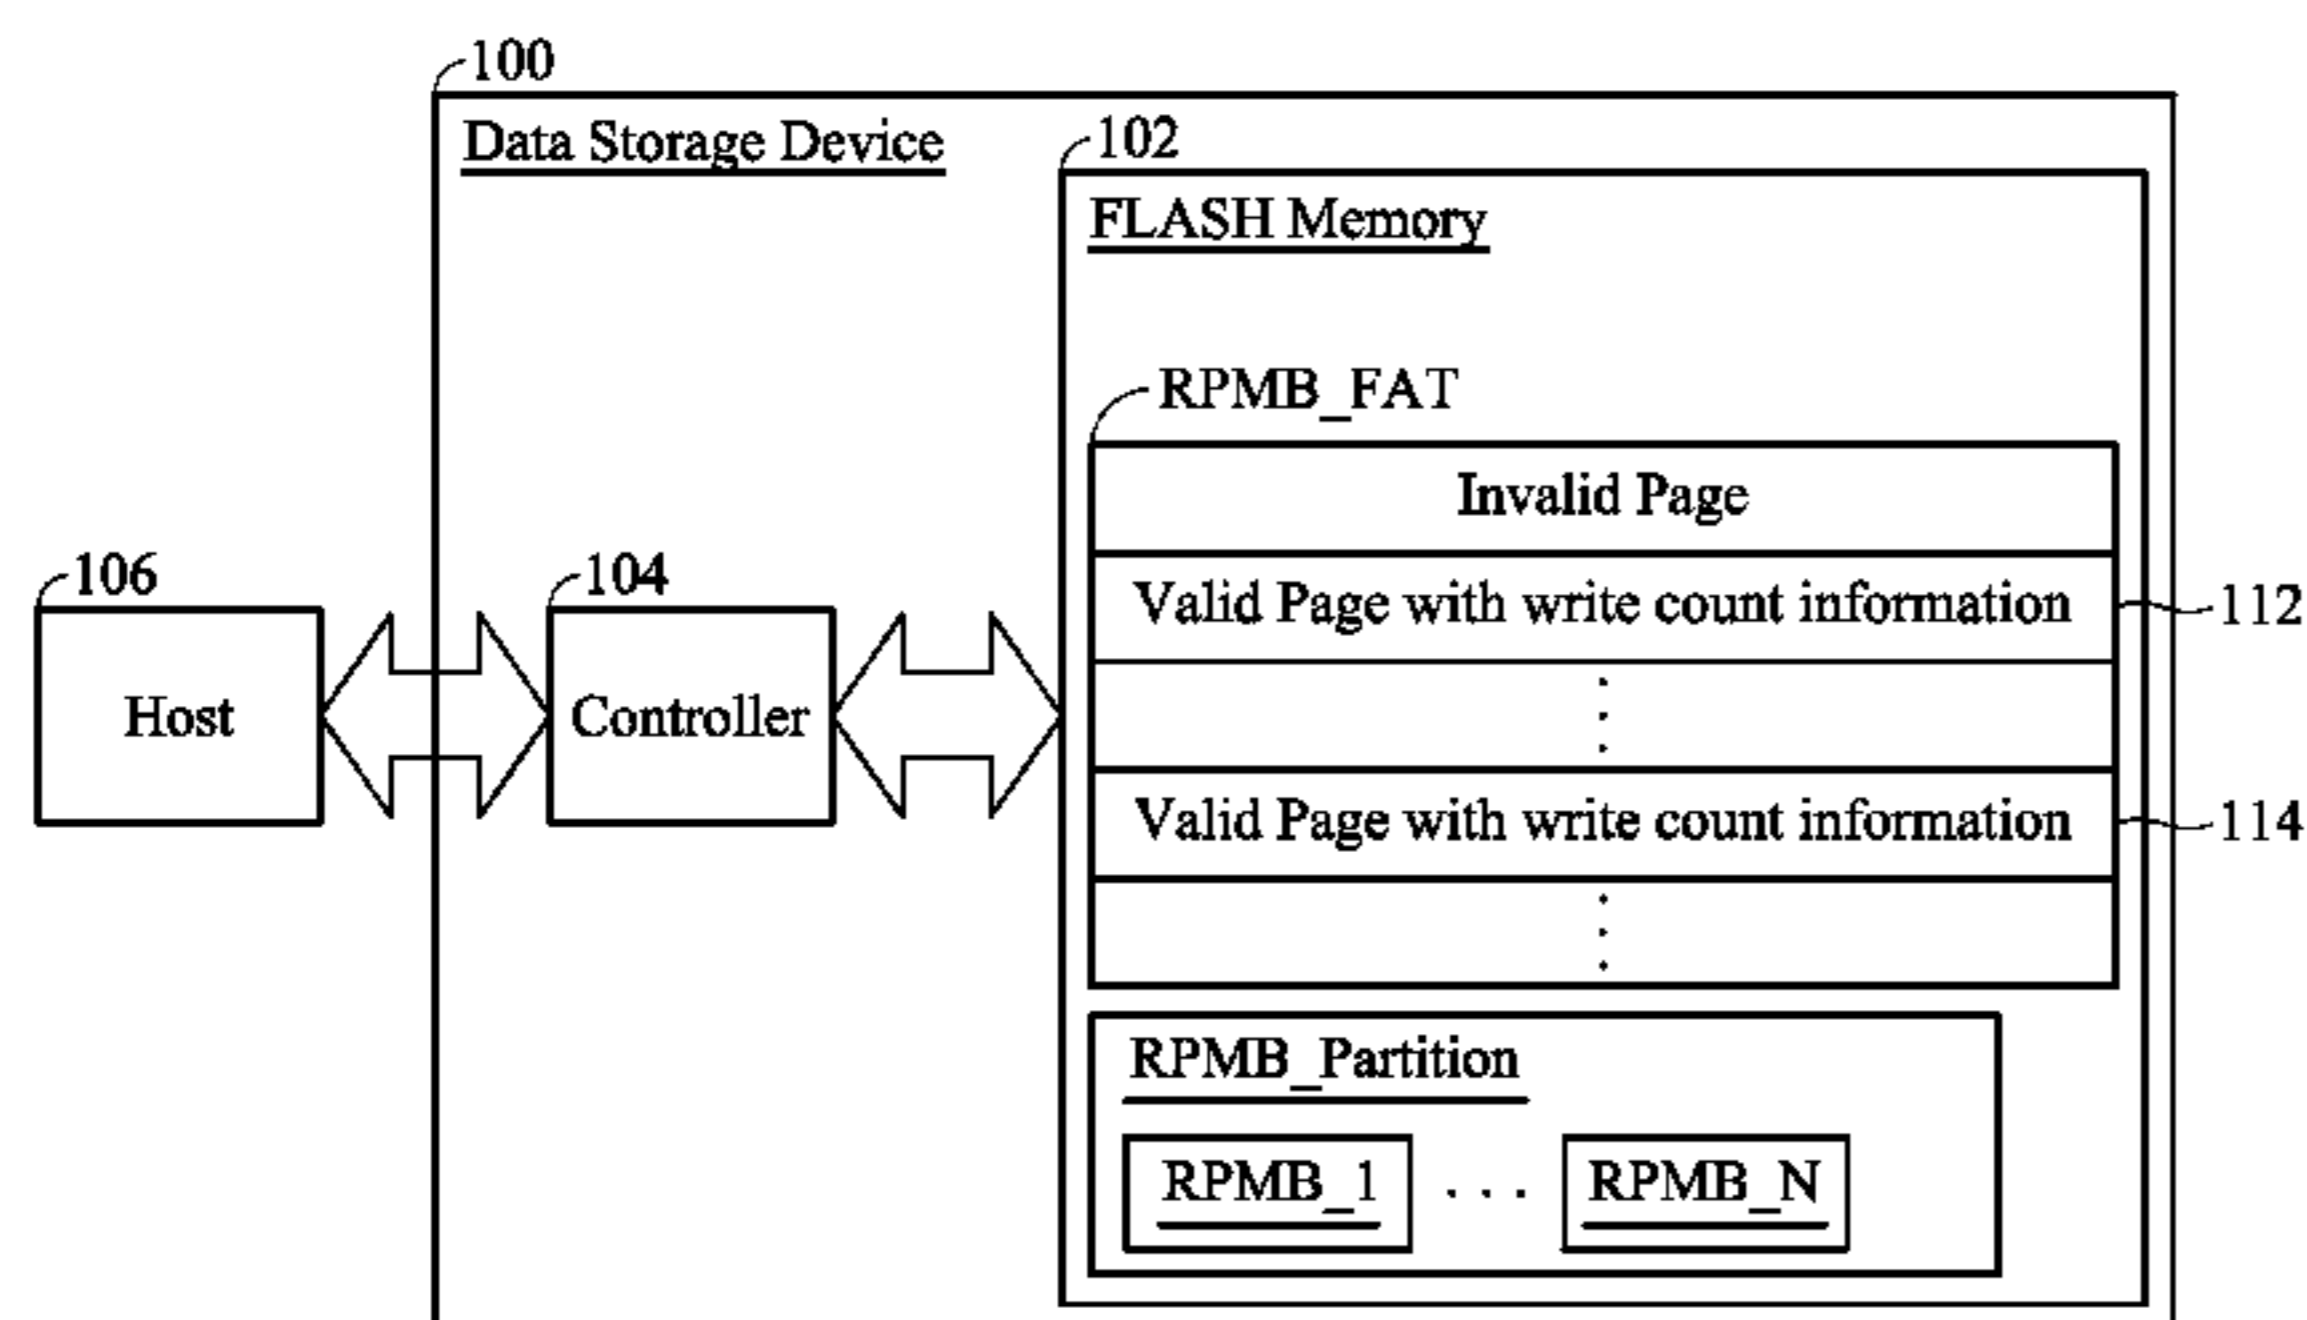 100
Data Storage Device
102
FLASH Memory
RPMB_FAT
Invalid Page
106
104
Valid Page with write count information
112
Host
Controller
Valid Page with write count information
114
RPMB_Partition
RPMB_1 ... RPMB_N